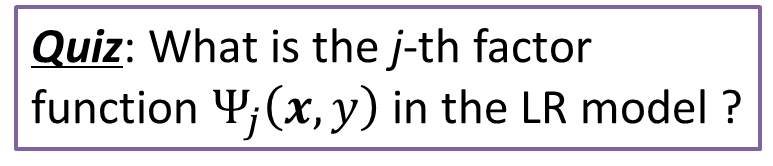 Quiz: What is the j-th factor
function Ψj(x, y) in the LR model ?